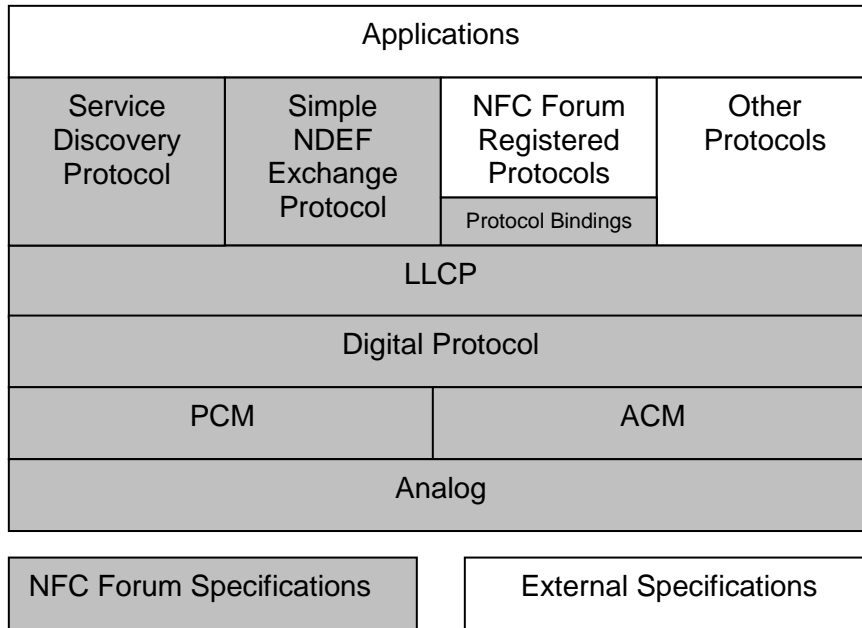 Applications
Service
Discovery
Protocol
Simple
NDEF
Exchange
Protocol
NFC Forum
Registered
Protocols
Protocol Bindings
Other
Protocols
LLCP
Digital Protocol
PCM
ACM
Analog
NFC Forum Specifications
External Specifications